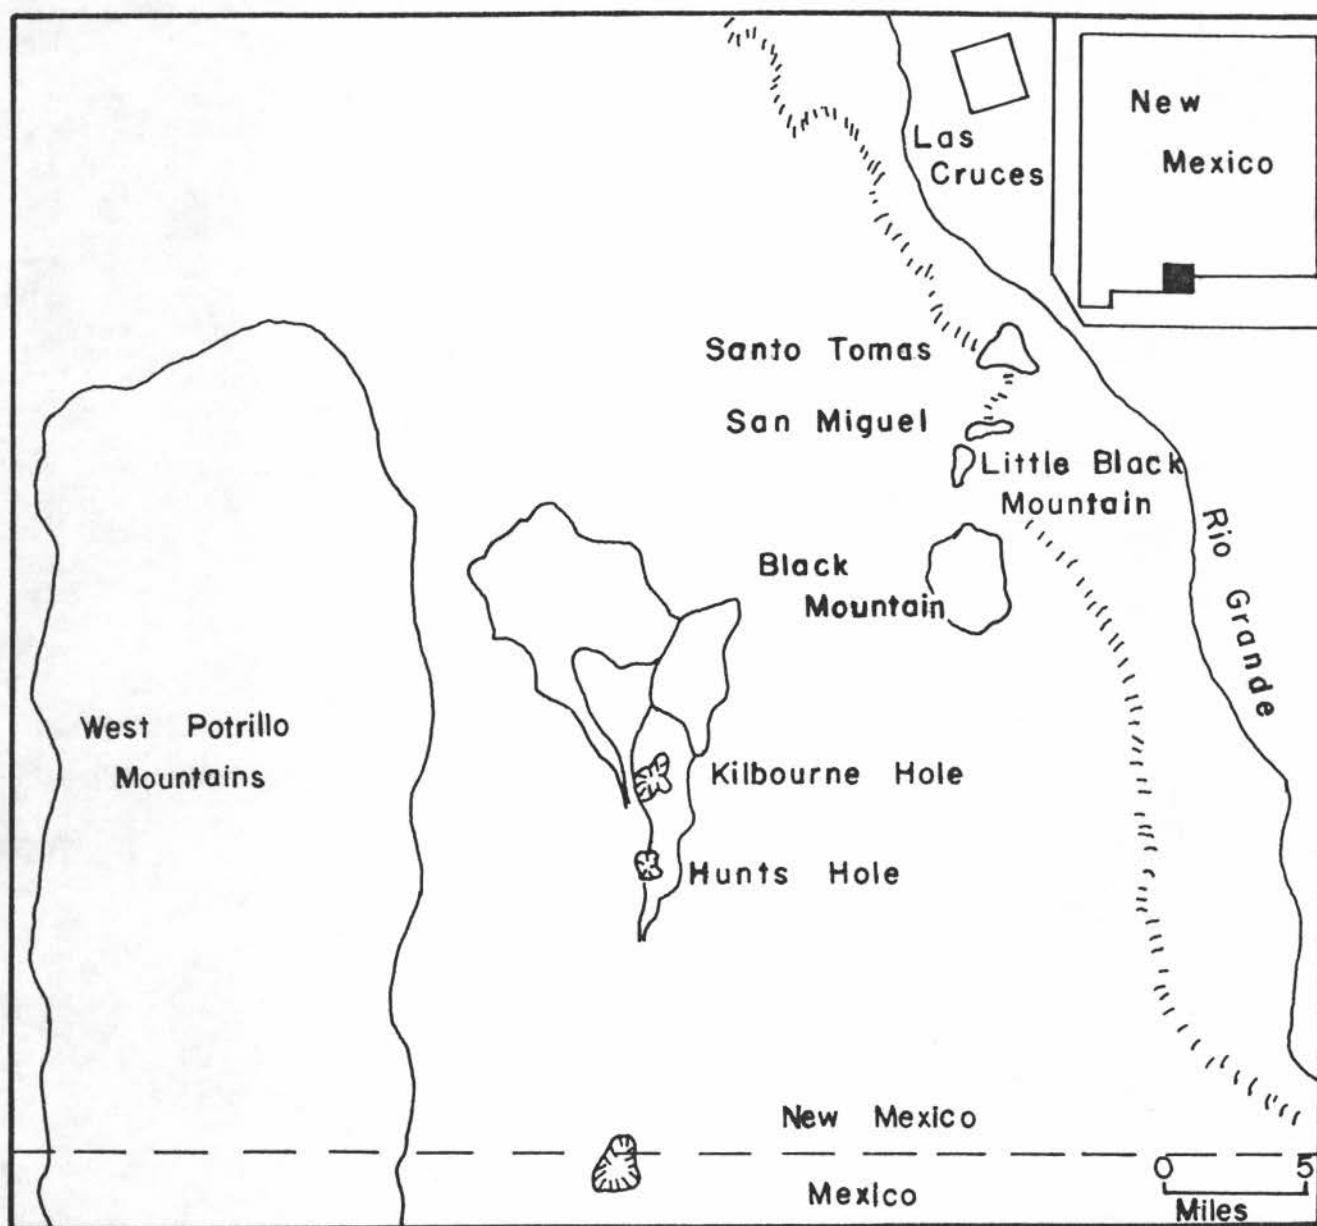 New
Mexico
Las
Cruces
Santo Tomas
San Miguel
Little Black
Mountain
Black
Mountain
Rio Grande
West Potrillo
Mountains
Kilbourne Hole
Hunts Hole
New Mexico
Mexico
0 5
Miles